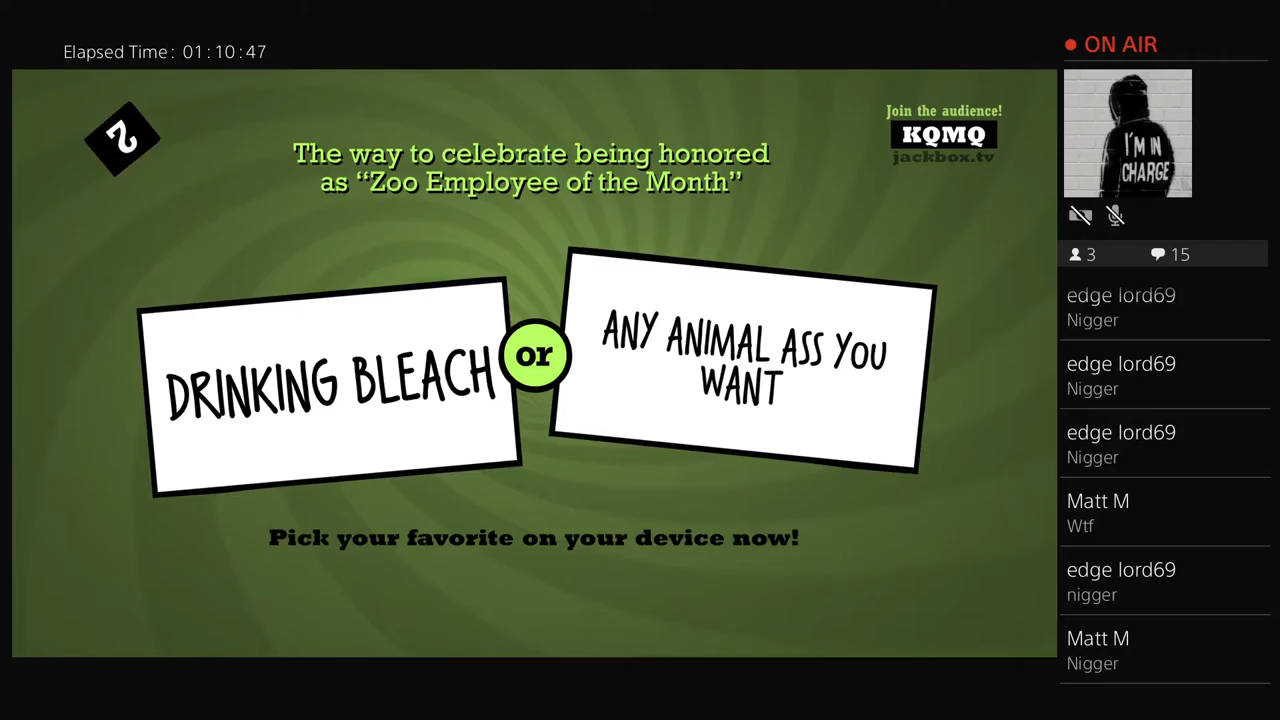 Elapsed Time: 01:10:47
ON AIR
2
The way to celebrate being honored
as “Zoo Employee of the Month”
Join the audience!
KQMQ
jackbox.tv
I'M IN
CHARGE
3
15
DRINKING BLEACH
or
ANY ANIMAL ASS YOU
WANT
Pick your favorite on your device now!
edge lord69
Nigger
edge lord69
Nigger
edge lord69
Nigger
Matt M
Wtf
edge lord69
nigger
Matt M
Nigger